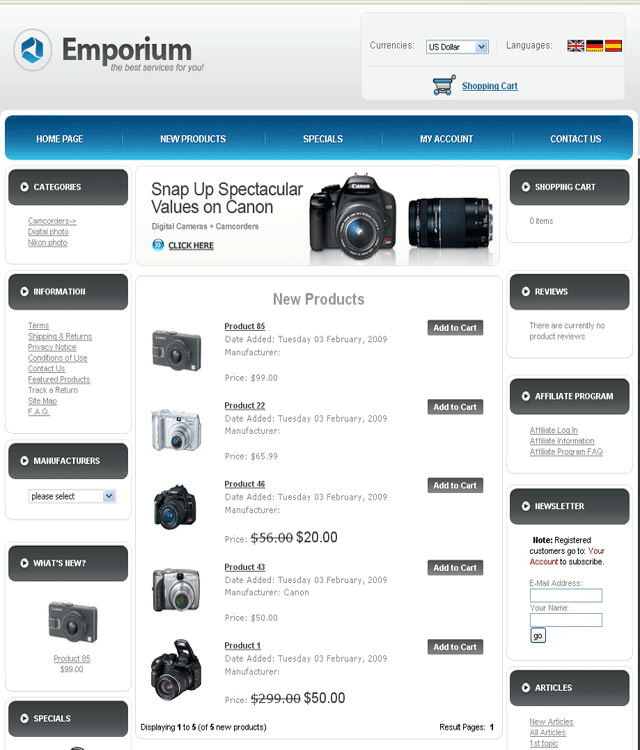 Emporium
the best services for you!
Currencies:
US Dollar
Languages:
Shopping Cart
HOME PAGE
NEW PRODUCTS
SPECIALS
MY ACCOUNT
CONTACT US
CATEGORIES
Camcorders->
Digital photo
Nikon photo
INFORMATION
Terms
Shipping & Returns
Privacy Notice
Conditions of Use
Contact Us
Featured Products
Track a Return
Site Map
F.A.Q.
MANUFACTURERS
please select
WHAT'S NEW?
Product 85
$99.00
SPECIALS
Snap Up Spectacular
Values on Canon
Digital Cameras + Camcorders
CLICK HERE
Canon
New Products
Product 85
Add to Cart
Date Added: Tuesday 03 February, 2009
Manufacturer:
Price: $99.00
Product 22
Add to Cart
Date Added: Tuesday 03 February, 2009
Manufacturer:
Price: $65.99
Product 46
Add to Cart
Date Added: Tuesday 03 February, 2009
Manufacturer:
Price: $56.00 $20.00
Product 43
Add to Cart
Date Added: Tuesday 03 February, 2009
Manufacturer: Canon
Price: $50.00
Product 1
Add to Cart
Date Added: Tuesday 03 February, 2009
Manufacturer:
Price: $299.00 $50.00
Displaying 1 to 5 (of 5 new products)
Result Pages: 1
SHOPPING CART
0 items
REVIEWS
There are currently no
product reviews
AFFILIATE PROGRAM
Affiliate Log In
Affiliate Information
Affiliate Program FAQ
NEWSLETTER
Note: Registered
customers go to: Your
Account to subscribe.
E-Mail Address:
Your Name:
go
ARTICLES
New Articles
All Articles
1st topic